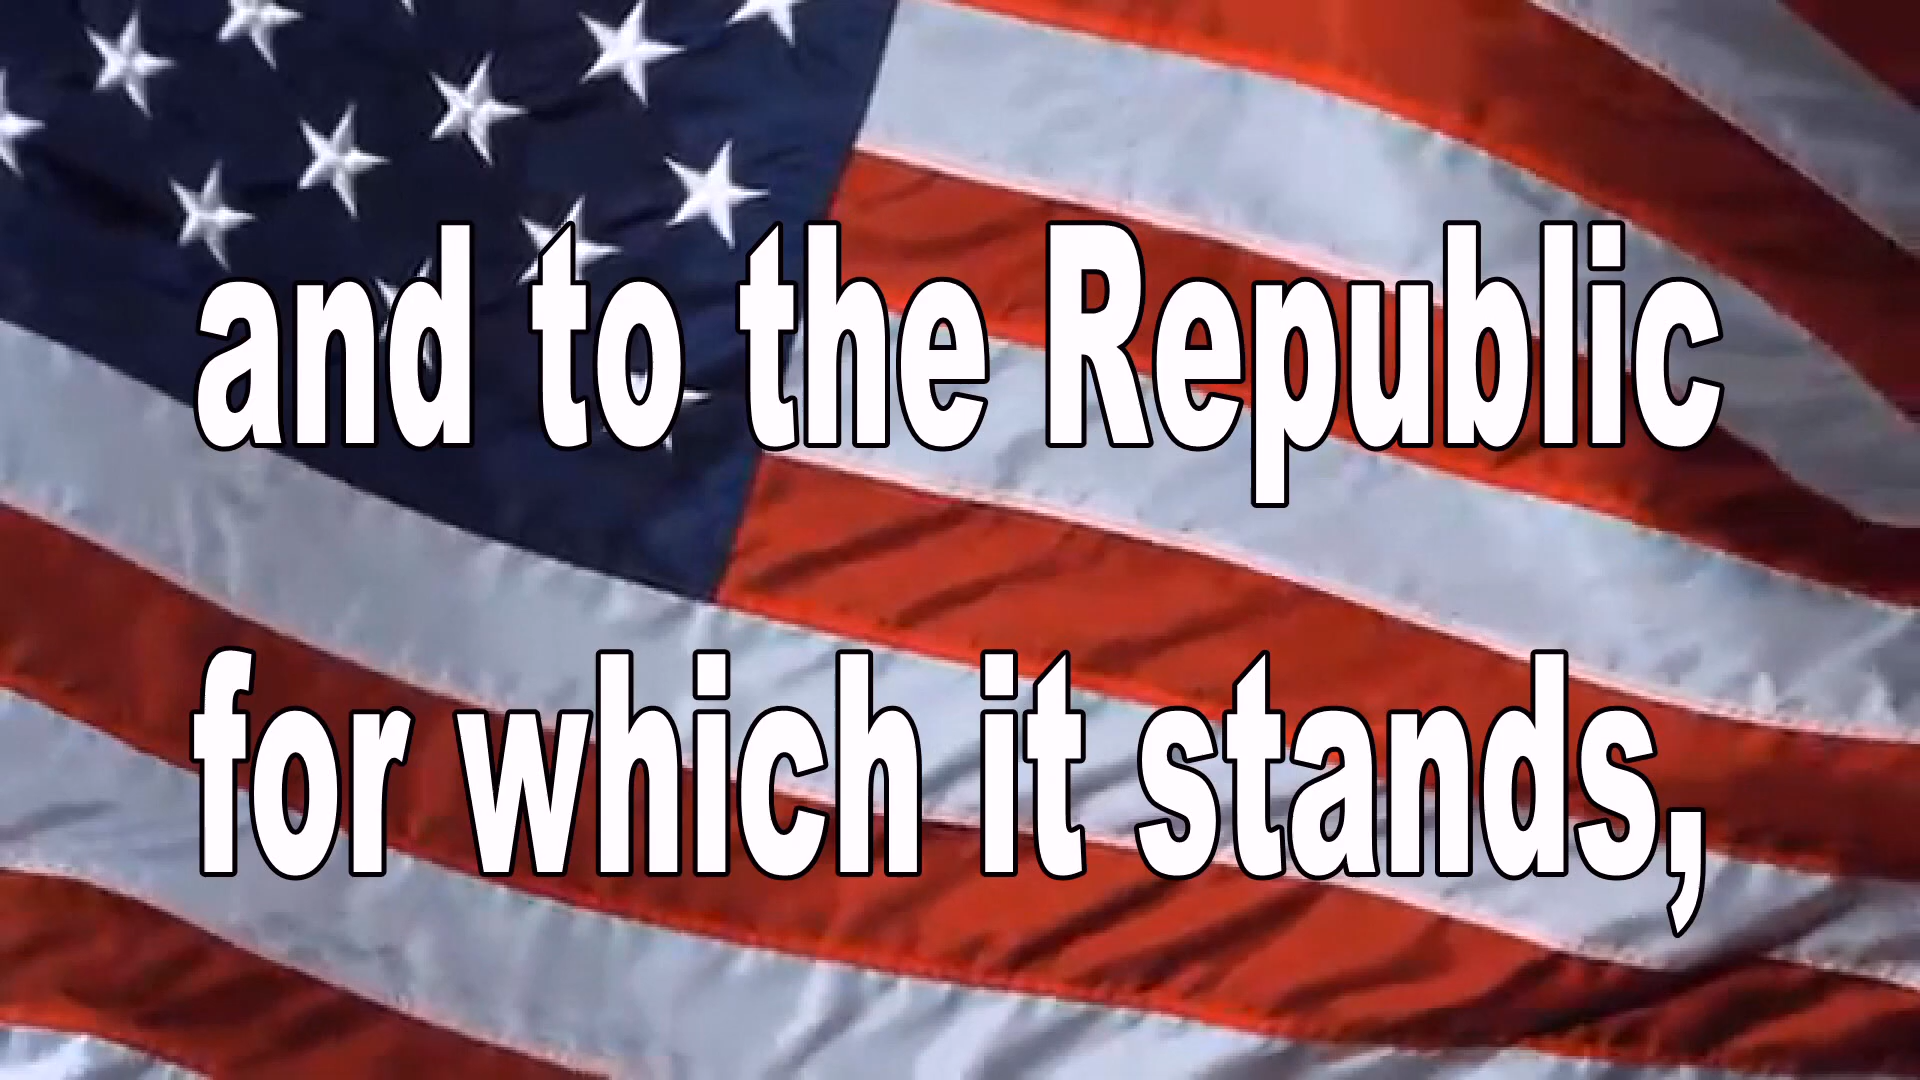 and to the Republic
for which it stands,